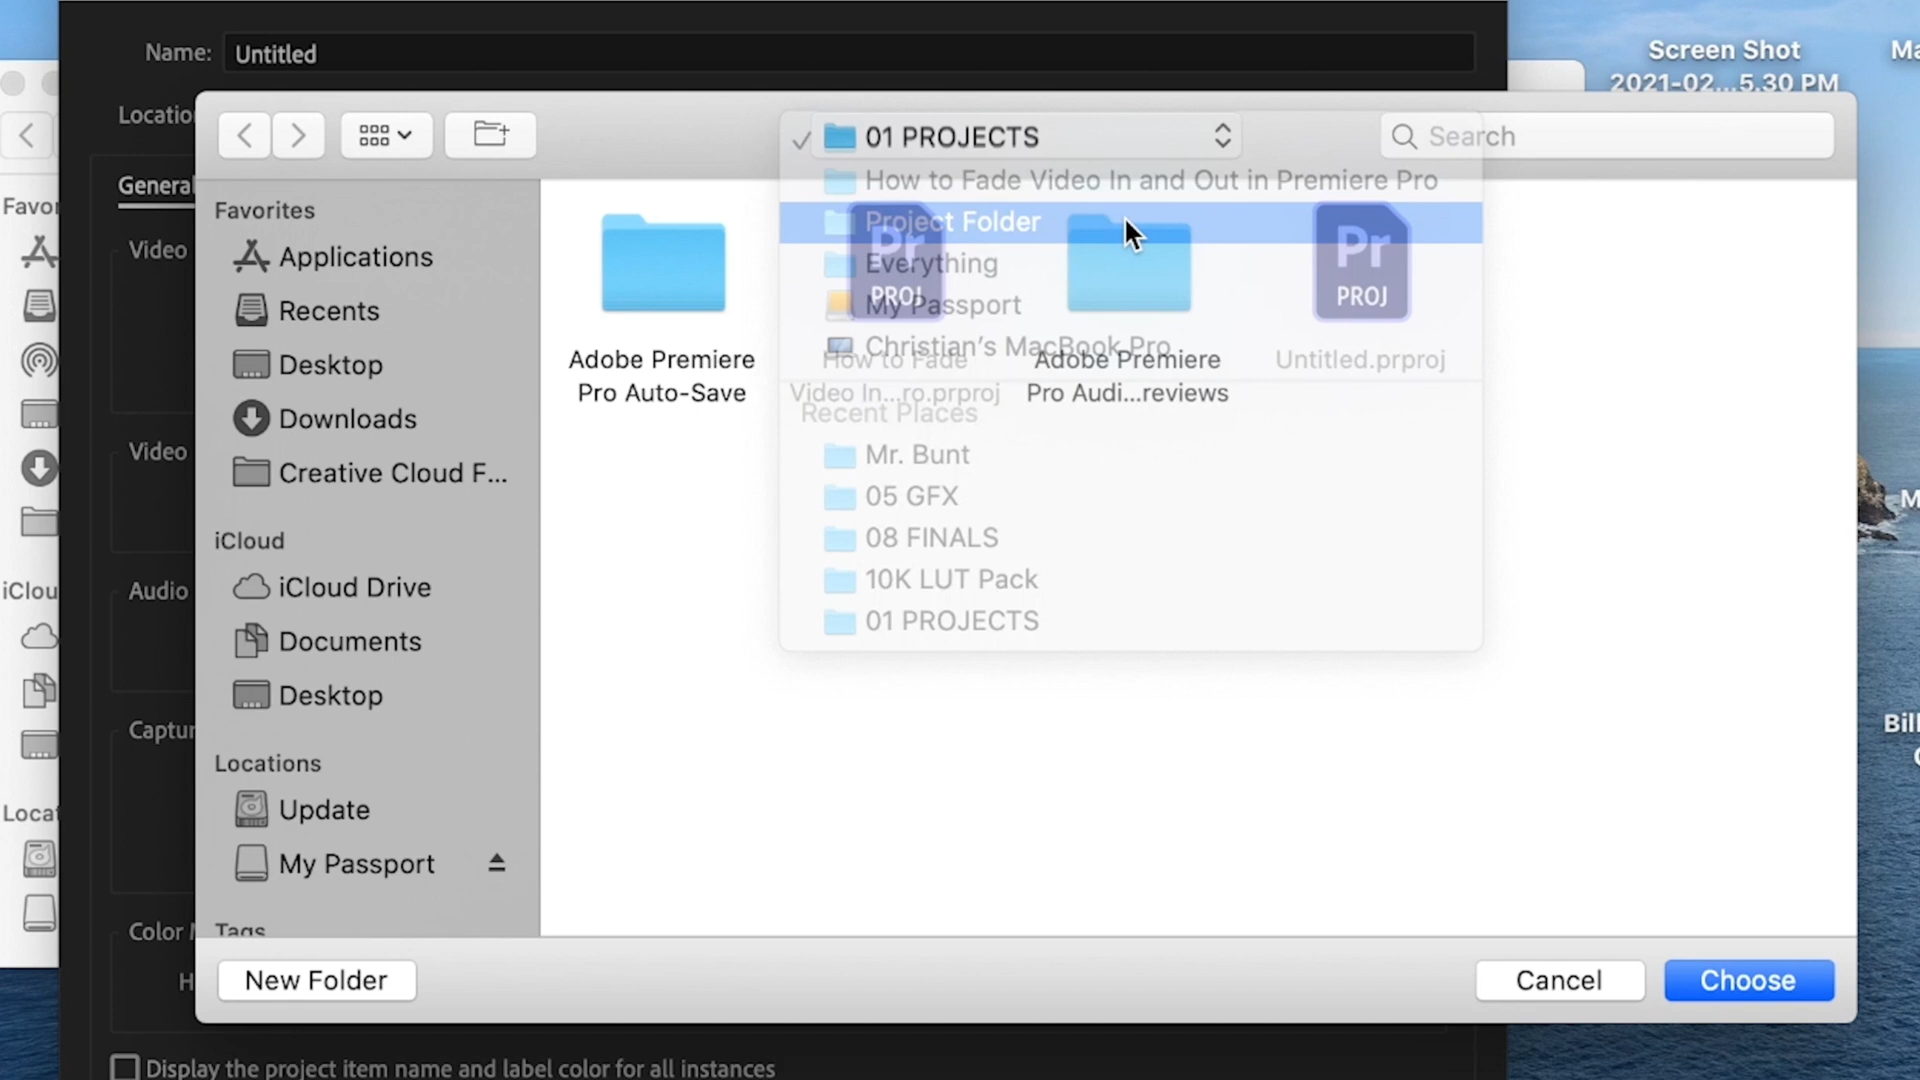 Name:
Untitled
Screen Shot
2021-02...5.30 PM
Ma
Locatio
01 PROJECTS
Search
How to Fade Video In and Out in Premiere Pro
General
Favor
Favorites
Project Folder
Video
Applications
Everything
Pr
PROJ
Pr
PROJ
My Passport
Recents
Christian's MacBook Pro
Adobe Premiere
Pro Auto-Save
How to Fade
Video In...ro.prproj
Adobe Premiere
Pro Audi...reviews
Untitled.prproj
Desktop
Recent Places
Downloads
Video
Mr. Bunt
Creative Cloud F...
05 GFX
M
iCloud
08 FINALS
iClou
Audio
iCloud Drive
10K LUT Pack
01 PROJECTS
Documents
Desktop
Captur
Bill
C
Locations
Locat
Update
My Passport
Color M
Tags
H
New Folder
Cancel
Choose
Display the project item name and label color for all instances